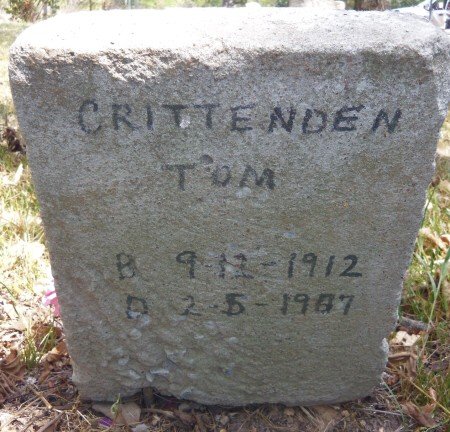 CRITTENDEN
TOM
B 9-12-1912
D 2-5-1987